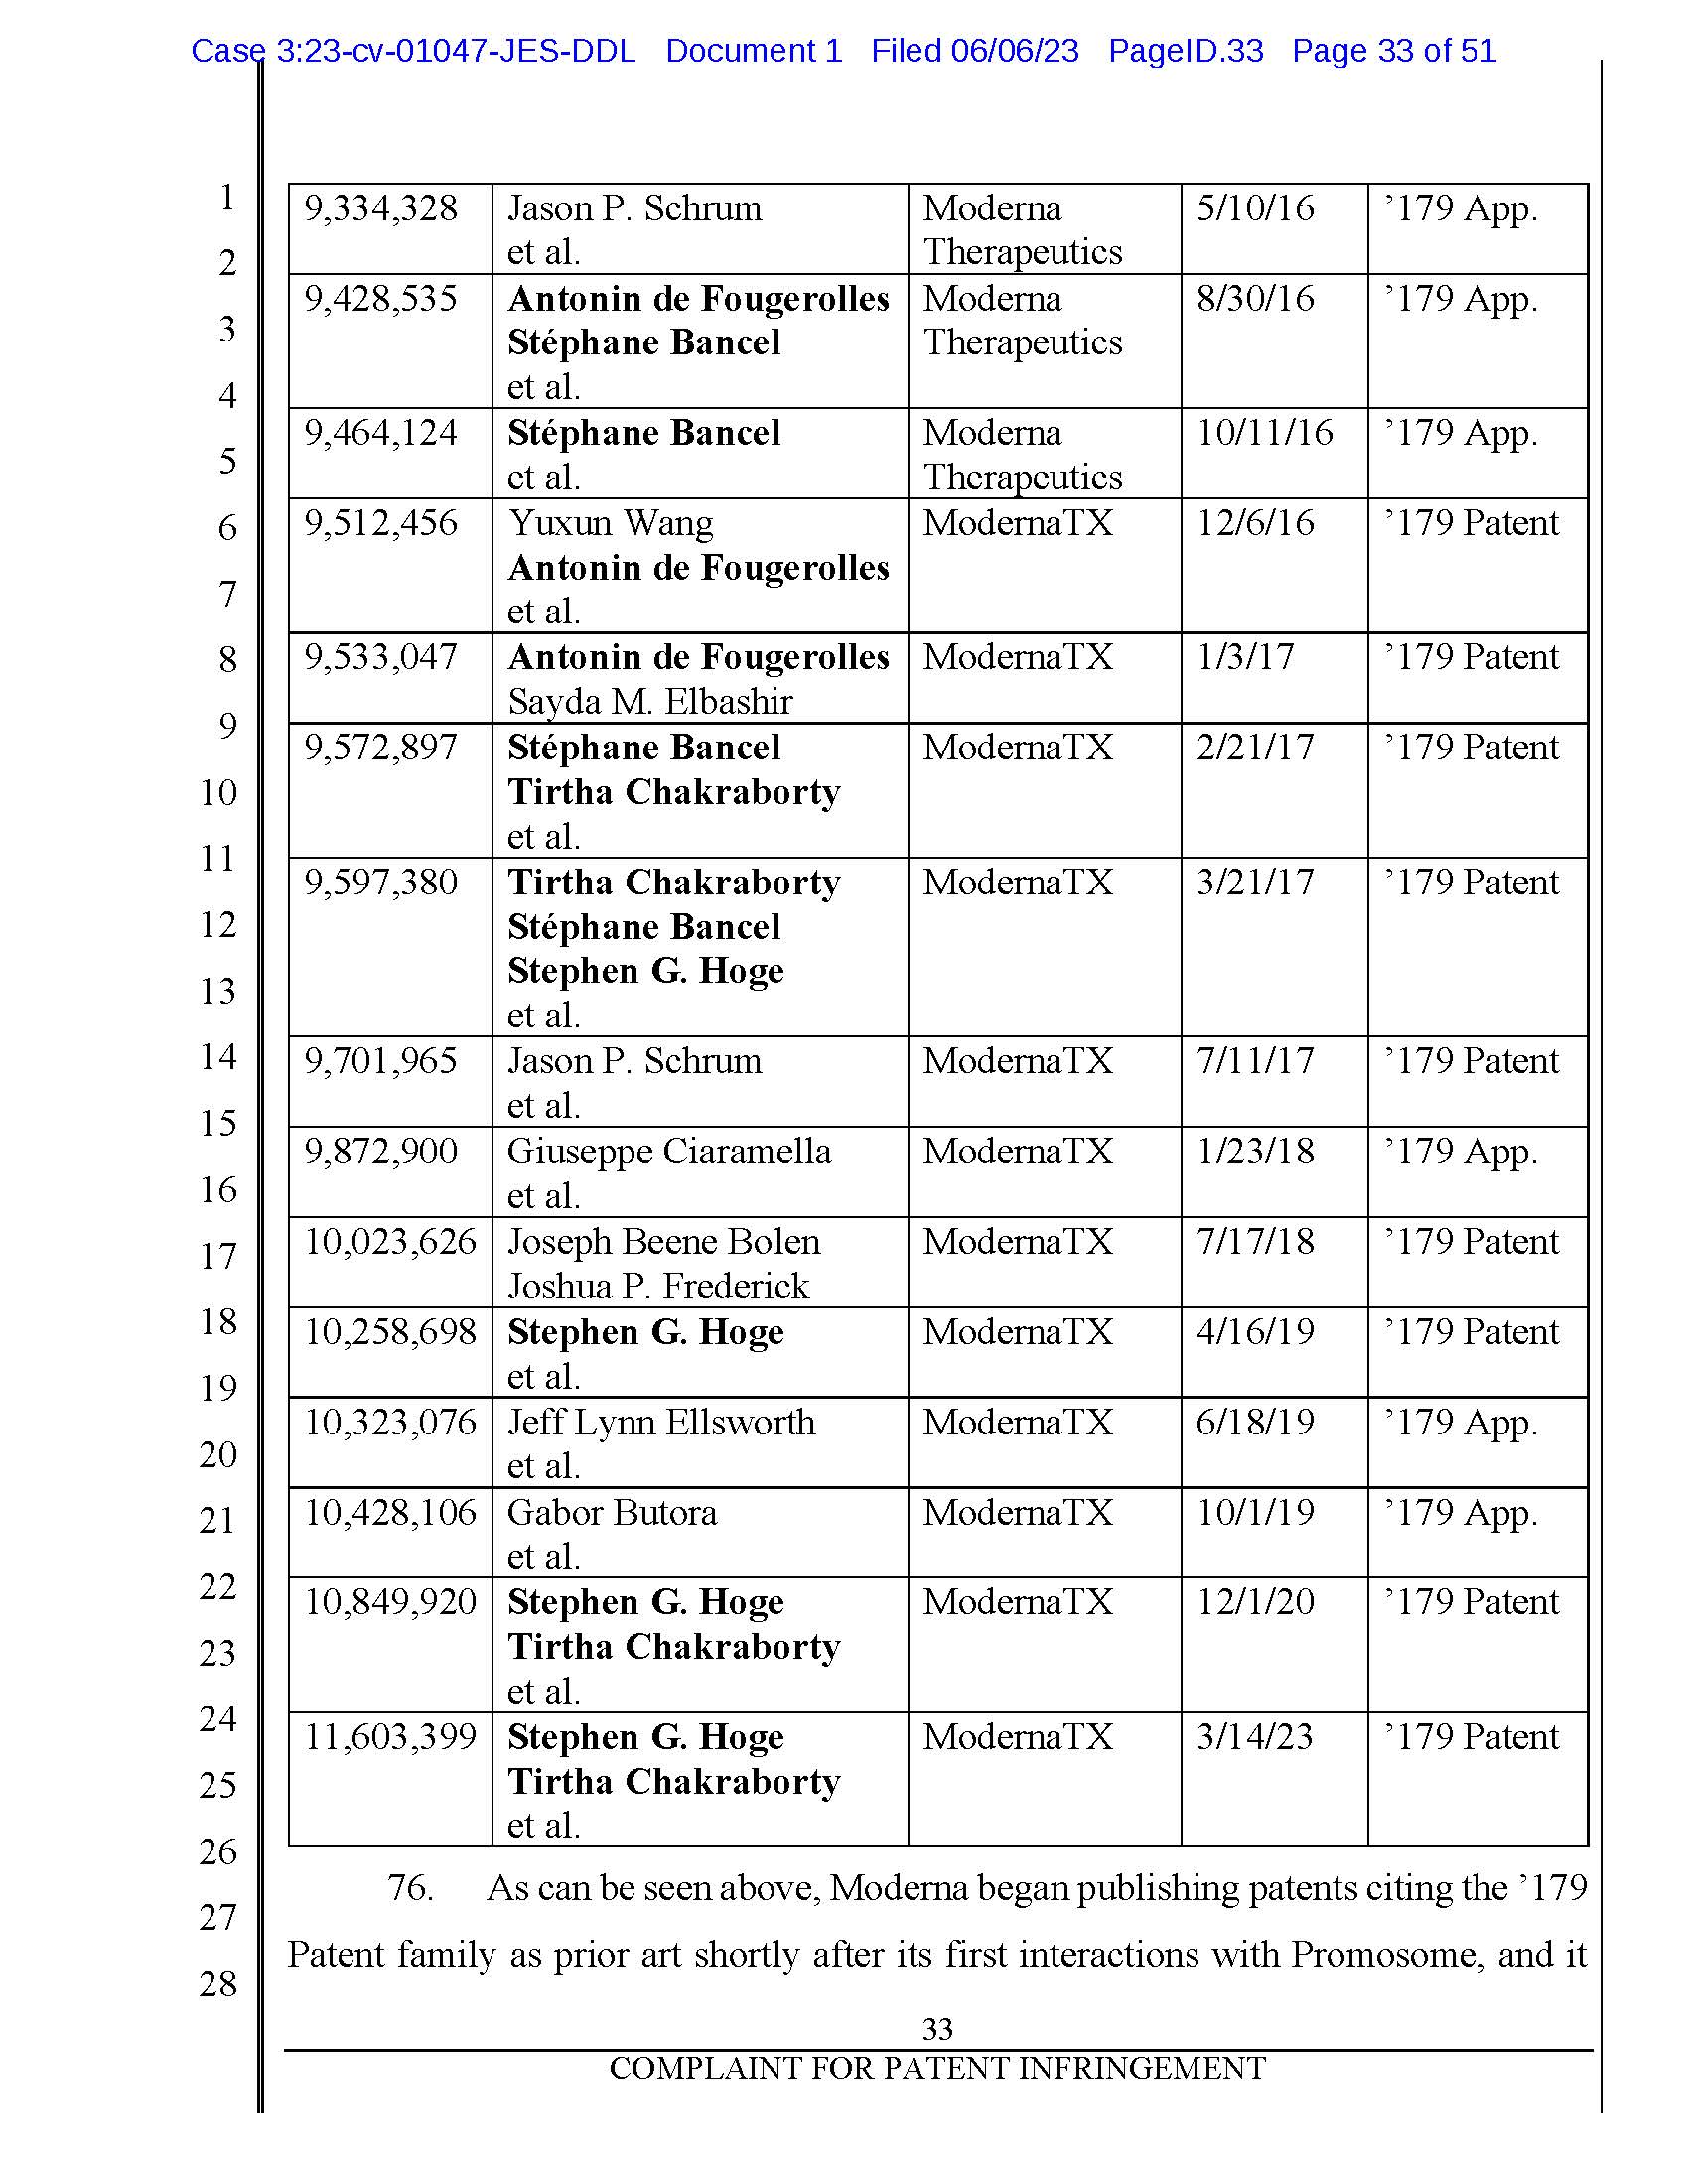 Case 3:23-cv-01047-JES-DDL Document 1 Filed 06/06/23 PageID.33 Page 33 of 51
1
2
3
4
5
6
7
8
9
10
11
12
13
14
15
16
17
18
19
20
21
22
23
24
25
26
27
28
9,334,328 Jason P. Schrum Moderna 5/10/16 ’179 App.
et al. Therapeutics
9,428,535 Antonin de Fougerolles Moderna 8/30/16 ’179 App.
Stéphane Bancel Therapeutics
et al.
9,464,124 Stéphane Bancel Moderna 10/11/16 ’179 App.
et al. Therapeutics
9,512,456 Yuxun Wang ModernaTX 12/6/16 ’179 Patent
Antonin de Fougerolles
et al.
9,533,047 Antonin de Fougerolles ModernaTX 1/3/17 ’179 Patent
Sayda M. Elbashir
9,572,897 Stéphane Bancel ModernaTX 2/21/17 ’179 Patent
Tirtha Chakraborty
et al.
9,597,380 Tirtha Chakraborty ModernaTX 3/21/17 ’179 Patent
Stéphane Bancel
Stephen G. Hoge
et al.
9,701,965 Jason P. Schrum ModernaTX 7/11/17 ’179 Patent
et al.
9,872,900 Giuseppe Ciaramella ModernaTX 1/23/18 ’179 App.
et al.
10,023,626 Joseph Beene Bolen ModernaTX 7/17/18 ’179 Patent
Joshua P. Frederick
10,258,698 Stephen G. Hoge ModernaTX 4/16/19 ’179 Patent
et al.
10,323,076 Jeff Lynn Ellsworth ModernaTX 6/18/19 ’179 App.
et al.
10,428,106 Gabor Butora ModernaTX 10/1/19 ’179 App.
et al.
10,849,920 Stephen G. Hoge ModernaTX 12/1/20 ’179 Patent
Tirtha Chakraborty
et al.
11,603,399 Stephen G. Hoge ModernaTX 3/14/23 ’179 Patent
Tirtha Chakraborty
et al.
76. As can be seen above, Moderna began publishing patents citing the ’179
Patent family as prior art shortly after its first interactions with Promosome, and it
33
COMPLAINT FOR PATENT INFRINGEMENT